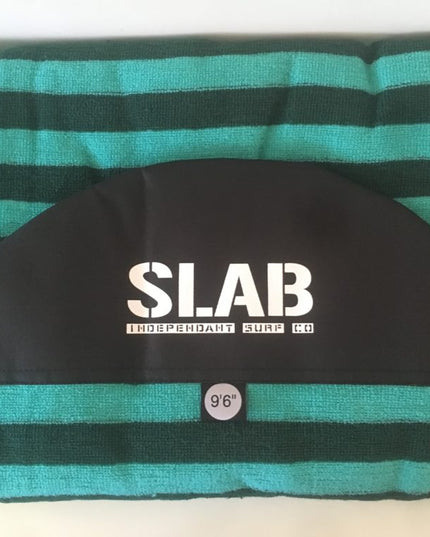 SLAB
INDEPENDANT SURF CO
9'6"